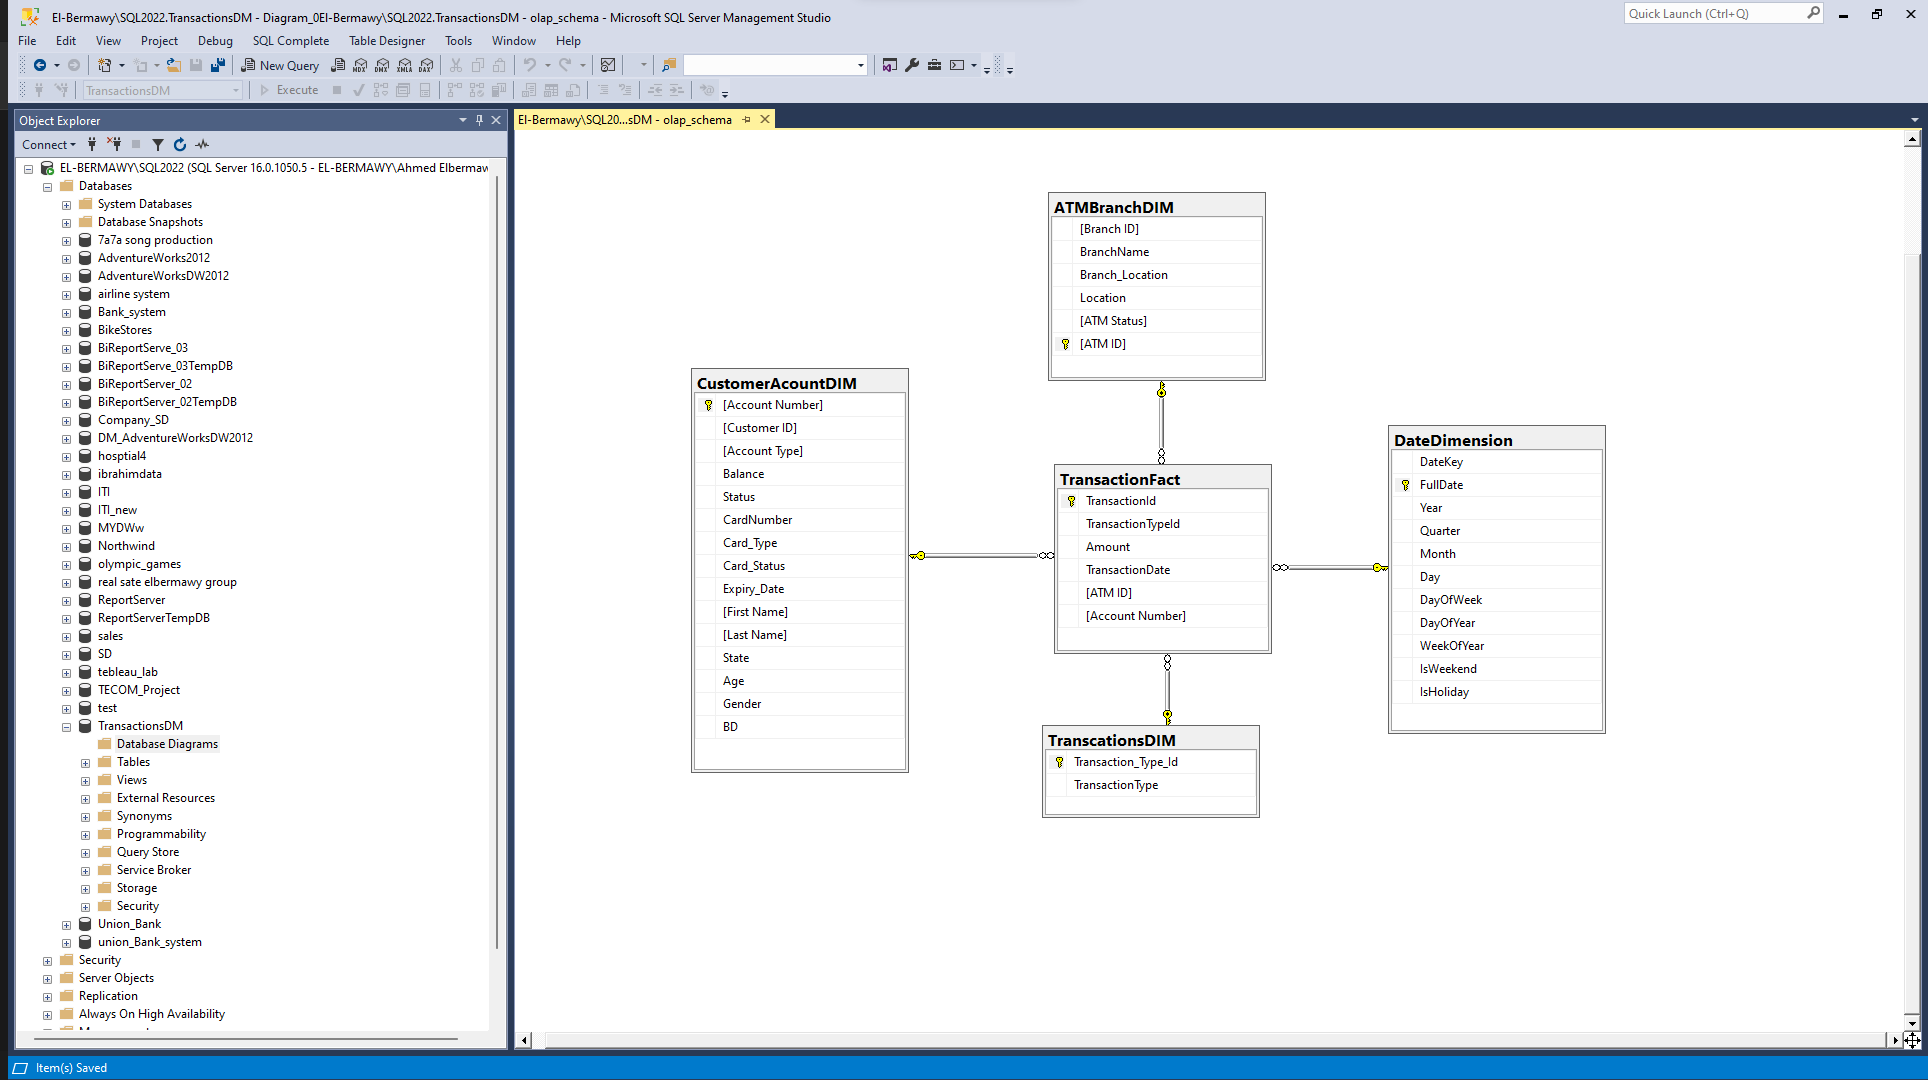 El-Bermawy\SQL2022.TransactionsDM - Diagram_0El-Bermawy\SQL2022.TransactionsDM - olap_schema - Microsoft SQL Server Management Studio
Quick Launch (Ctrl+Q)
File Edit View Project Debug SQL Complete Table Designer Tools Window Help
New Query MDX DMX XMLA DAX
TransactionsDM Execute
Object Explorer
Connect
EL-BERMAWY\SQL2022 (SQL Server 16.0.1050.5 - EL-BERMAWY\Ahmed Elbermaw
Databases
System Databases
Database Snapshots
7a7a song production
AdventureWorks2012
AdventureWorksDW2012
airline system
Bank_system
BikeStores
BiReportServe_03
BiReportServe_03TempDB
BiReportServer_02
BiReportServer_02TempDB
Company_SD
DM_AdventureWorksDW2012
hosptial4
ibrahimdata
ITI
ITI_new
MYDWw
Northwind
olympic_games
real sate elbermawy group
ReportServer
ReportServerTempDB
sales
SD
tebleau_lab
TECOM_Project
test
TransactionsDM
Database Diagrams
Tables
Views
External Resources
Synonyms
Programmability
Query Store
Service Broker
Storage
Security
Union_Bank
union_Bank_system
Security
Server Objects
Replication
Always On High Availability
El-Bermawy\SQL20...sDM - olap_schema
ATMBranchDIM
[Branch ID]
BranchName
Branch_Location
Location
[ATM Status]
[ATM ID]
CustomerAcountDIM
[Account Number]
[Customer ID]
[Account Type]
Balance
Status
CardNumber
Card_Type
Card_Status
Expiry_Date
[First Name]
[Last Name]
State
Age
Gender
BD
TransactionFact
TransactionId
TransactionTypeId
Amount
TransactionDate
[ATM ID]
[Account Number]
DateDimension
DateKey
FullDate
Year
Quarter
Month
Day
DayOfWeek
DayOfYear
WeekOfYear
IsWeekend
IsHoliday
TranscationsDIM
Transaction_Type_Id
TransactionType
Item(s) Saved